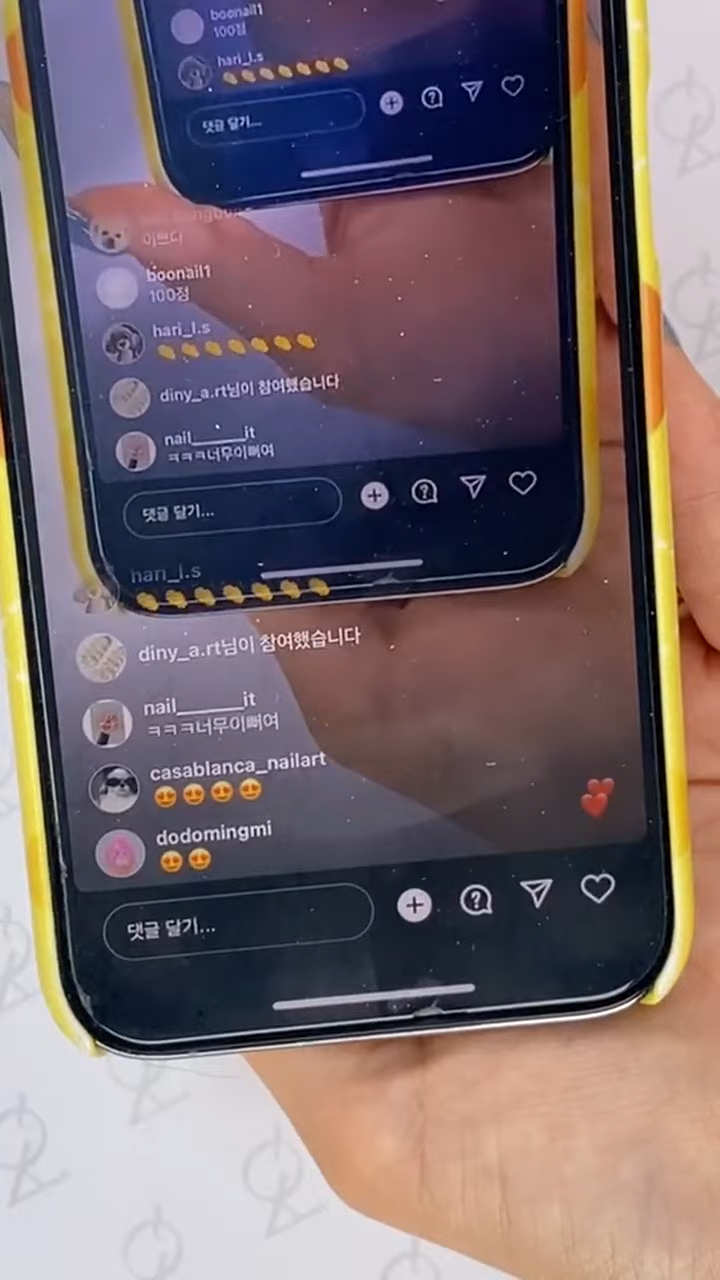 boonail1
100점
hari_l.s
👏👏👏👏👏👏👏
댓글 달기...
이쁘다
boonail1
100점
hari_l.s
👏👏👏👏👏👏👏
diny_a.rt님이 참여했습니다
nail______it
ㅋㅋㅋ너무이뻐여
댓글 달기...
hari_l.s
👏👏👏👏👏👏👏
diny_a.rt님이 참여했습니다
nail______it
ㅋㅋㅋ너무이뻐여
casablanca_nailart
😍😍😍😍
dodomingmi
😍😍
댓글 달기...